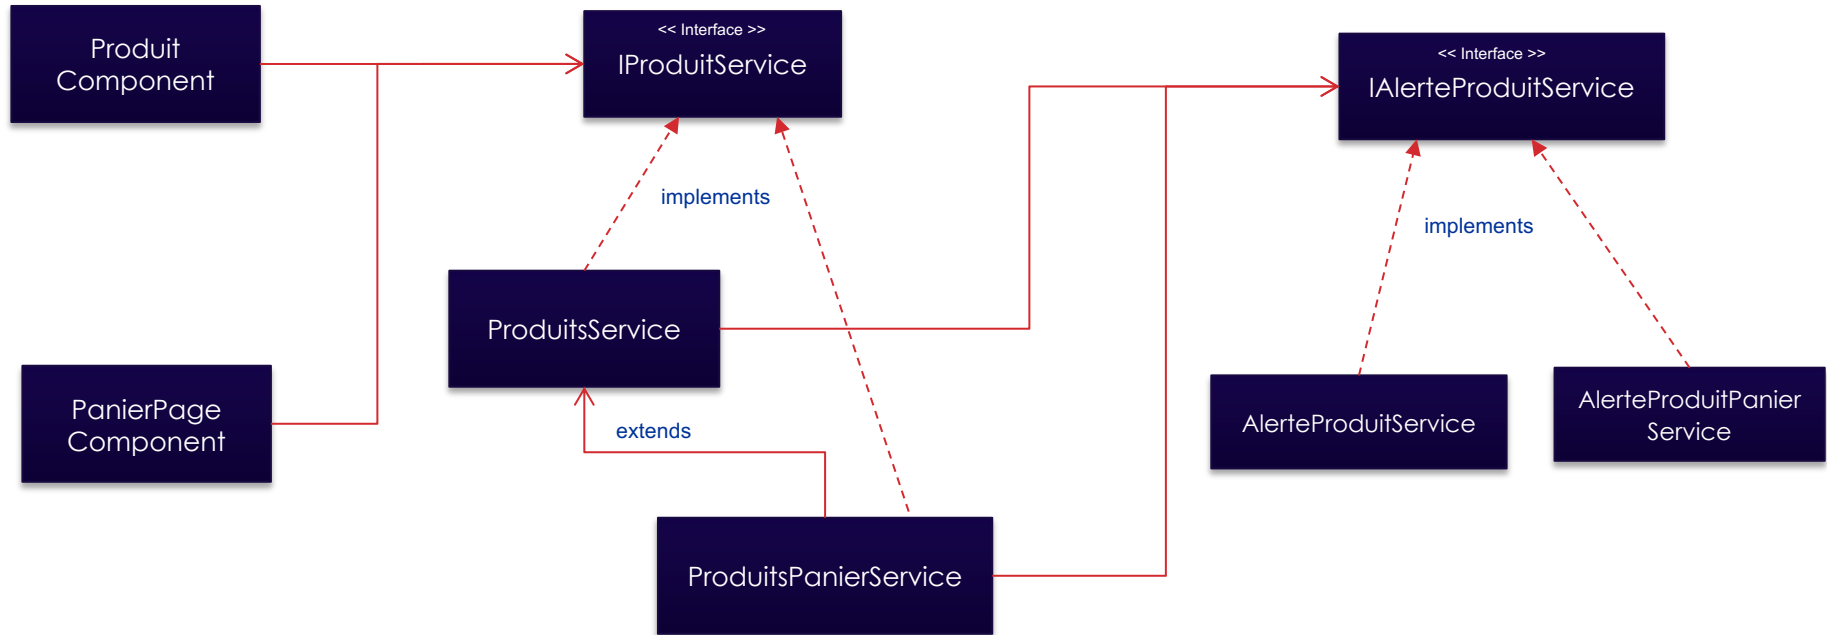 Produit
Component
<< Interface >>
IProduitService
<< Interface >>
IAlerteProduitService
implements
implements
ProduitsService
PanierPage
Component
extends
AlerteProduitService
AlerteProduitPanier
Service
ProduitsPanierService